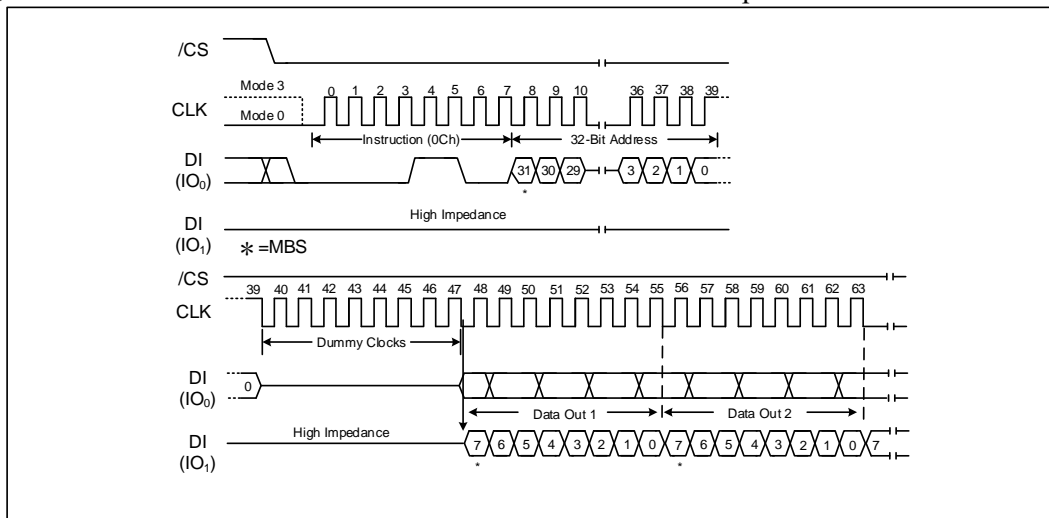 /CS
Mode 3
CLK
Mode 0
0 1 2 3 4 5 6 7 8 9 10 36 37 38 39
Instruction (0Ch)
32-Bit Address
DI
(IO0)
31 30 29 3 2 1 0
*
DI
(IO1)
High Impedance
* =MBS
/CS
39 40 41 42 43 44 45 46 47 48 49 50 51 52 53 54 55 56 57 58 59 60 61 62 63
CLK
Dummy Clocks
DI
(IO0)
0
Data Out 1
Data Out 2
DI
(IO1)
High Impedance
7 6 5 4 3 2 1 0 7 6 5 4 3 2 1 0 7
* *